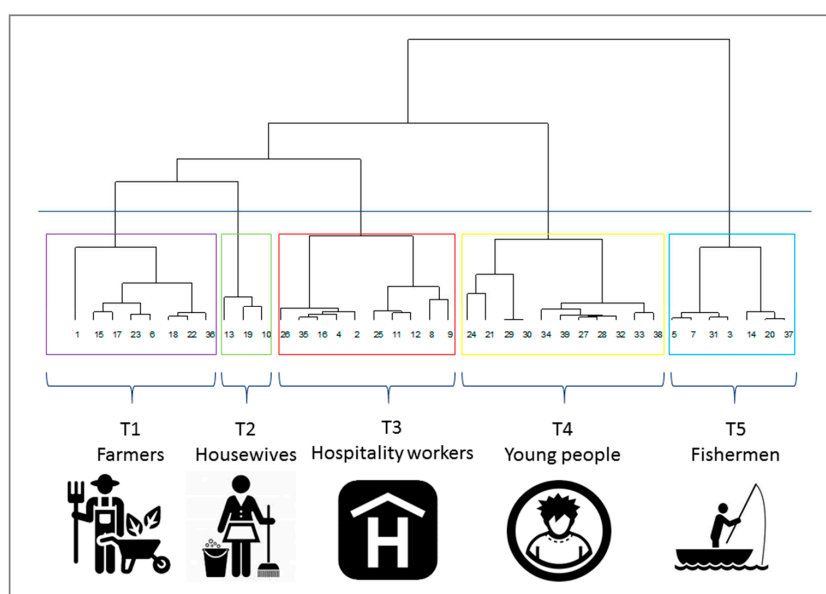 1 15 17 23 6 18 22 36 13 19 10 26 35 16 4 2 25 11 12 8 9 24 21 29 30 34 39 27 28 32 33 38 5 7 31 3 14 20 37
T1 T2 T3 T4 T5
Farmers Housewives Hospitality workers Young people Fishermen
H